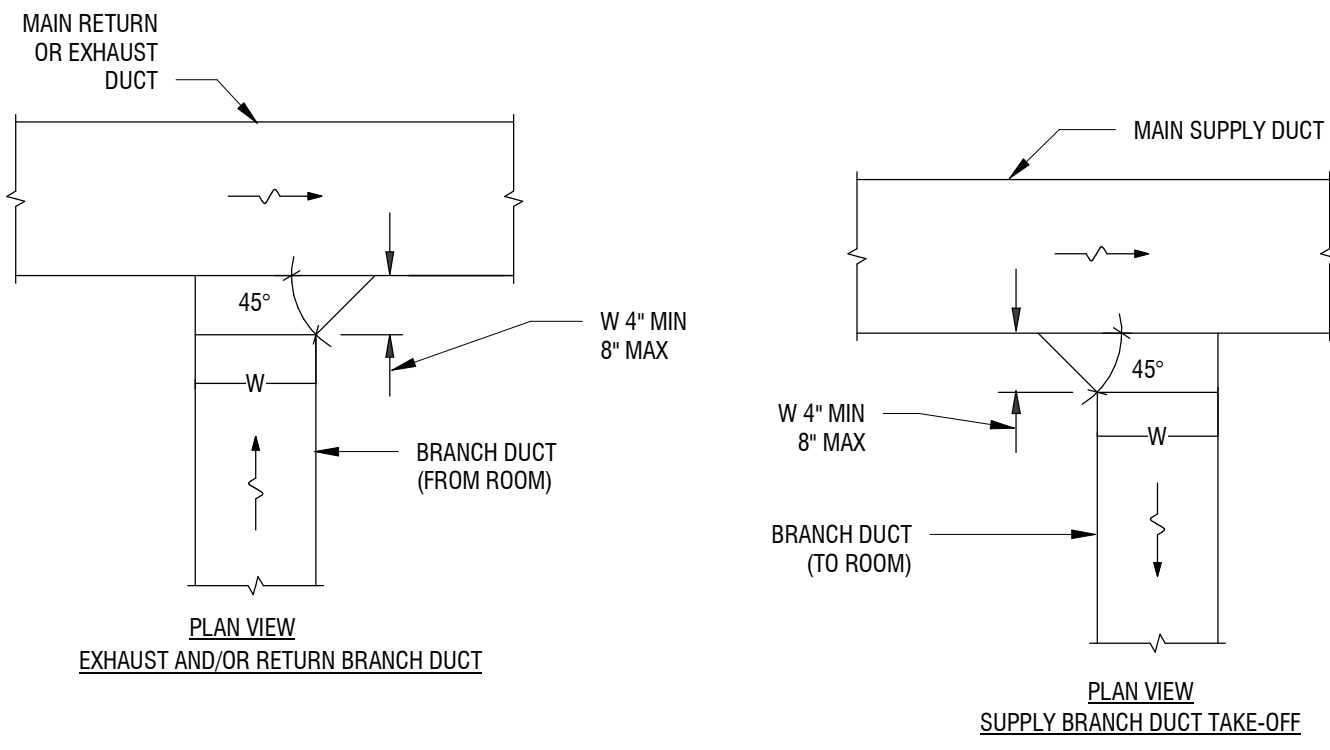 MAIN RETURN
OR EXHAUST
DUCT
45°
W 4" MIN
8" MAX
W
BRANCH DUCT
(FROM ROOM)
PLAN VIEW
EXHAUST AND/OR RETURN BRANCH DUCT
MAIN SUPPLY DUCT
45°
W 4" MIN
8" MAX
W
BRANCH DUCT
(TO ROOM)
PLAN VIEW
SUPPLY BRANCH DUCT TAKE-OFF